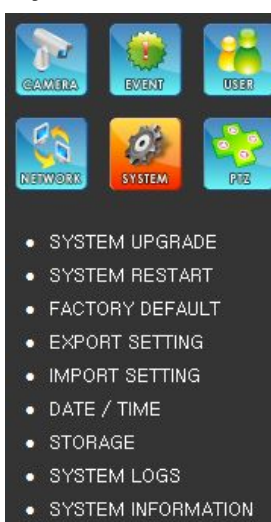 CAMERA EVENT USER
NETWORK SYSTEM PTZ
• SYSTEM UPGRADE
• SYSTEM RESTART
• FACTORY DEFAULT
• EXPORT SETTING
• IMPORT SETTING
• DATE / TIME
• STORAGE
• SYSTEM LOGS
• SYSTEM INFORMATION